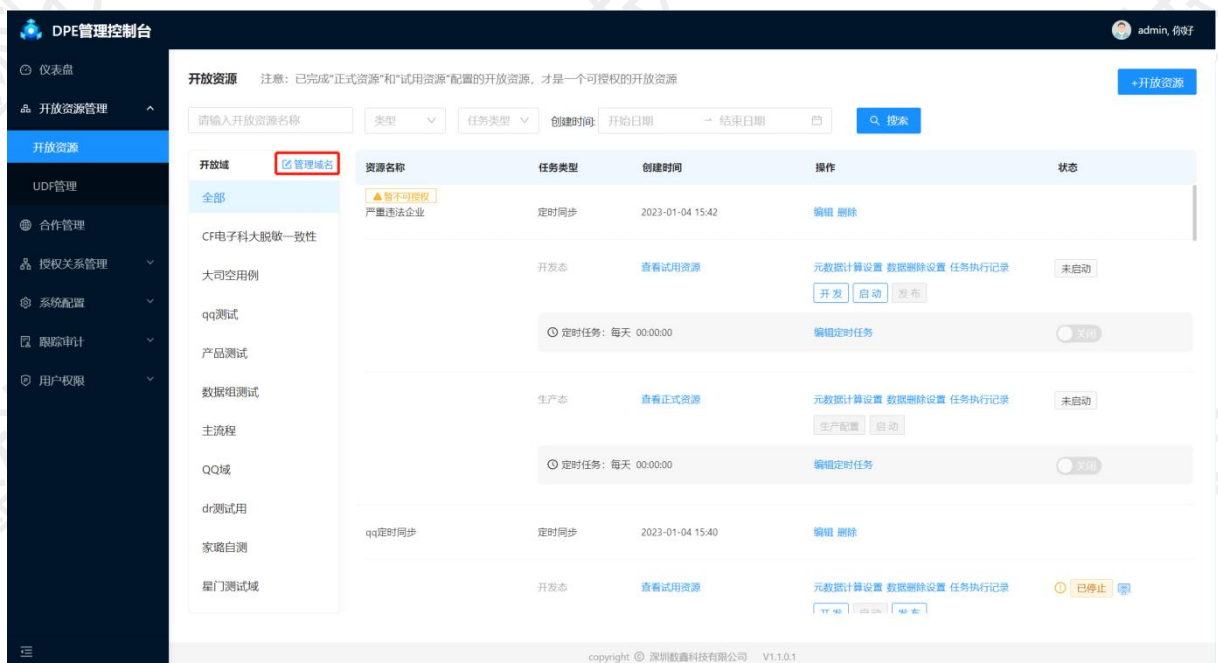 DPE管理控制台
admin, 你好
仪表盘
开放资源管理
开放资源
UDF管理
合作管理
授权关系管理
系统配置
跟踪审计
用户权限
开放资源 注意：已完成"正式资源"和"试用资源"配置的开放资源，才是一个可授权的开放资源
+开放资源
请输入开放资源名称 类型 任务类型 创建时间: 开始日期 → 结束日期 搜索
开放域 管理域名
全部
CF电子科大脱敏一致性
大司空用例
qq测试
产品测试
数据组测试
主流程
QQ域
dr测试用
家璐自测
星门测试域
资源名称 任务类型 创建时间 操作 状态
暂不可授权
严重违法企业 定时同步 2023-01-04 15:42 编辑 删除
开发态 查看试用资源 元数据计算设置 数据删除设置 任务执行记录 未启动
开发 启动 发布
定时任务：每天 00:00:00 编辑定时任务 关闭
生产态 查看正式资源 元数据计算设置 数据删除设置 任务执行记录 未启动
生产配置 启动
定时任务：每天 00:00:00 编辑定时任务 关闭
qq定时同步 定时同步 2023-01-04 15:40 编辑 删除
开发态 查看试用资源 元数据计算设置 数据删除设置 任务执行记录 已停止
开发 启动 发布
copyright © 深圳数鑫科技有限公司 V1.1.0.1